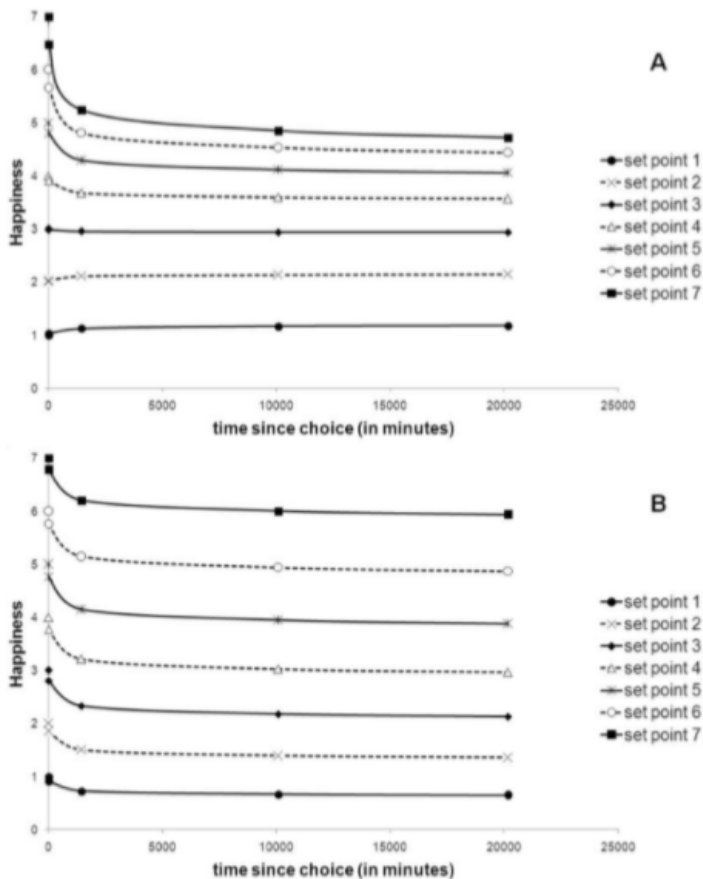 A
7
6
5
4
3
2
1
0
Happiness
0 5000 10000 15000 20000 25000
time since choice (in minutes)
set point 1
set point 2
set point 3
set point 4
set point 5
set point 6
set point 7
B
7
6
5
4
3
2
1
0
Happiness
0 5000 10000 15000 20000 25000
time since choice (in minutes)
set point 1
set point 2
set point 3
set point 4
set point 5
set point 6
set point 7